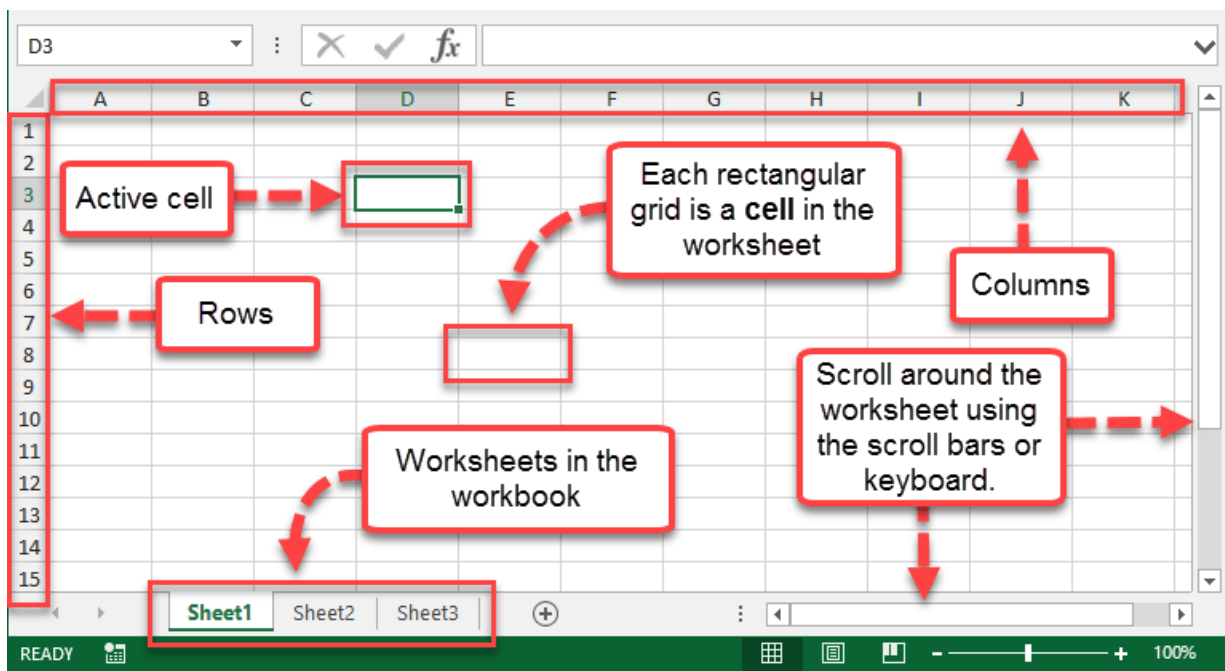 D3
fx
A B C D E F G H I J K
1
2
3
4
5
6
7
8
9
10
11
12
13
14
15
Active cell
Each rectangular
grid is a cell in the
worksheet
Columns
Rows
Scroll around the
worksheet using
the scroll bars or
keyboard.
Worksheets in the
workbook
Sheet1 Sheet2 Sheet3
READY 100%